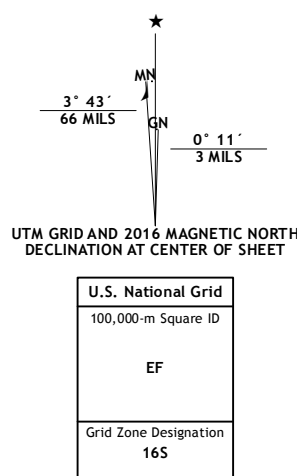 ★
MN
3° 43´
66 MILS
GN
0° 11´
3 MILS
UTM GRID AND 2016 MAGNETIC NORTH
DECLINATION AT CENTER OF SHEET
U.S. National Grid
100,000-m Square ID
EF
Grid Zone Designation
16S